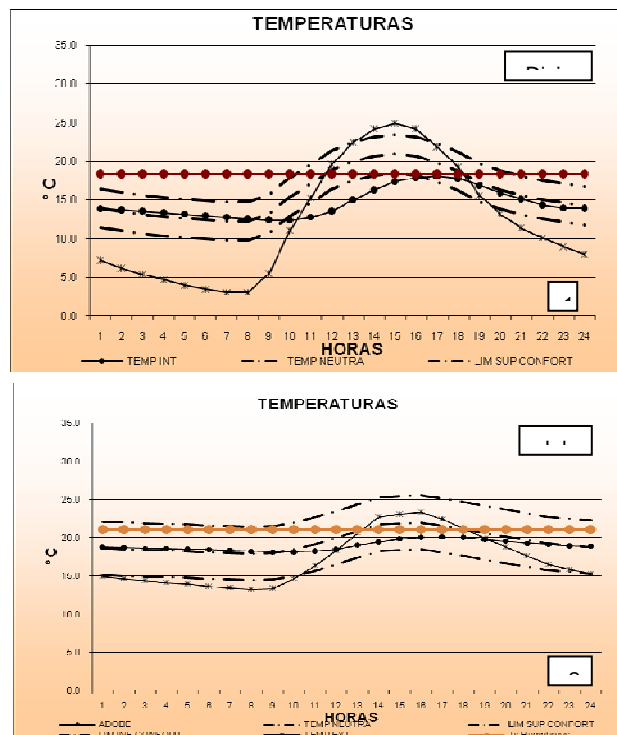 TEMPERATURAS
35.0
30.0
25.0
20.0
15.0
10.0
5.0
0.0
°C
1 2 3 4 5 6 7 8 9 10 11 12 13 14 15 16 17 18 19 20 21 22 23 24
HORAS
TEMP INT TEMP NEUTRA LIM SUP CONFORT
TEMPERATURAS
35.0
30.0
25.0
20.0
15.0
10.0
5.0
0.0
°C
1 2 3 4 5 6 7 8 9 10 11 12 13 14 15 16 17 18 19 20 21 22 23 24
HORAS
ADOBE TEMP NEUTRA LIM SUP CONFORT